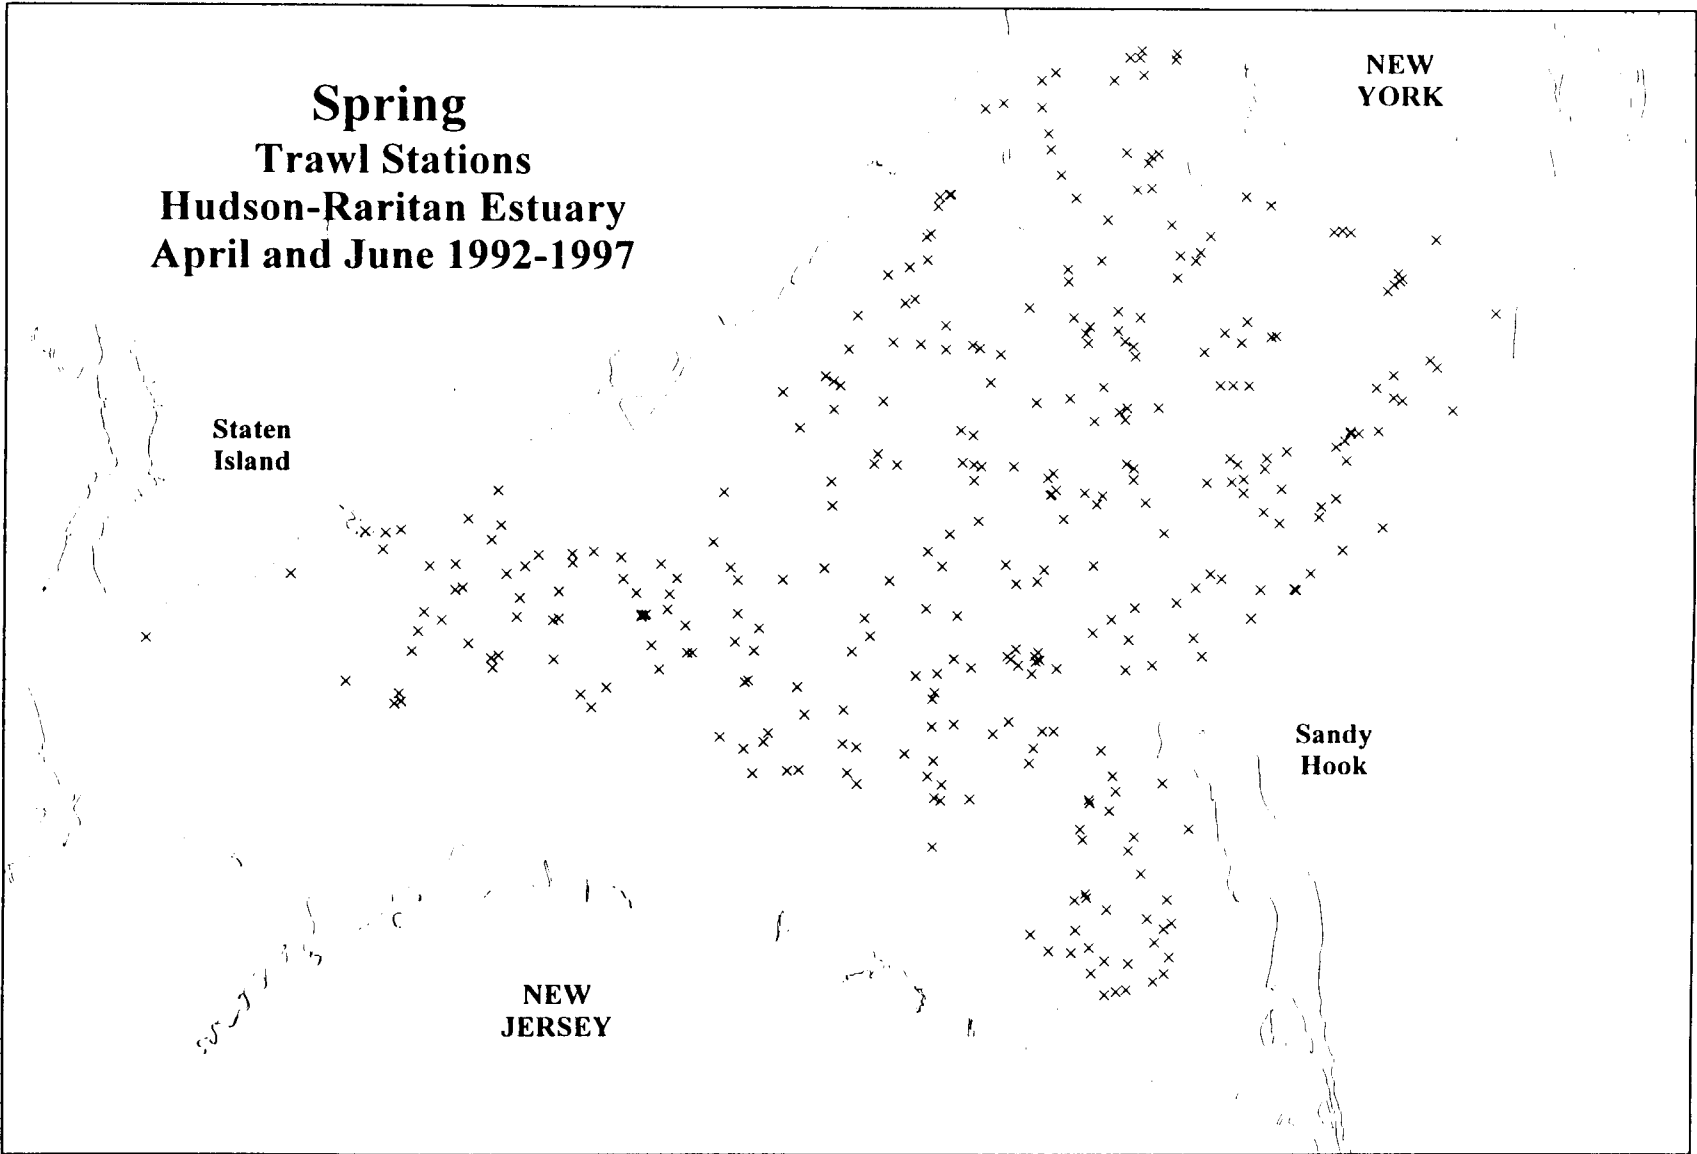 Spring
Trawl Stations
Hudson-Raritan Estuary
April and June 1992-1997
NEW
YORK
Staten
Island
Sandy
Hook
NEW
JERSEY